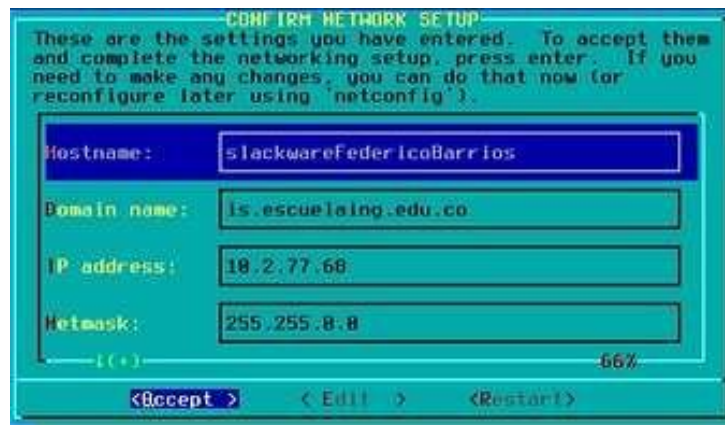 CONFIRM NETWORK SETUP
These are the settings you have entered. To accept them
and complete the networking setup, press enter. If you
need to make any changes, you can do that now (or
reconfigure later using 'netconfig').
Hostname: slackwareFedericoBarrios
Domain name: is.escuelaing.edu.co
IP address: 10.2.77.68
Netmask: 255.255.0.0
↓(+) 66%
<Accept > < Edit > <Restart>